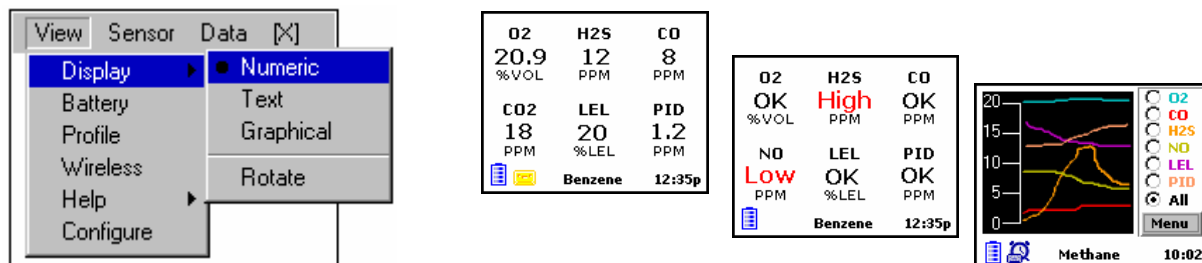 View Sensor Data [X]
Display
Battery
Profile
Wireless
Help
Configure
Numeric
Text
Graphical
Rotate
O2 H2S CO
20.9 12 8
%VOL PPM PPM
CO2 LEL PID
18 20 1.2
PPM %LEL PPM
Benzene 12:35p
O2 H2S CO
OK High OK
%VOL PPM PPM
NO LEL PID
Low OK OK
PPM %LEL PPM
Benzene 12:35p
20
15
10
5
0
O2
CO
H2S
NO
LEL
PID
All
Menu
Methane 10:02